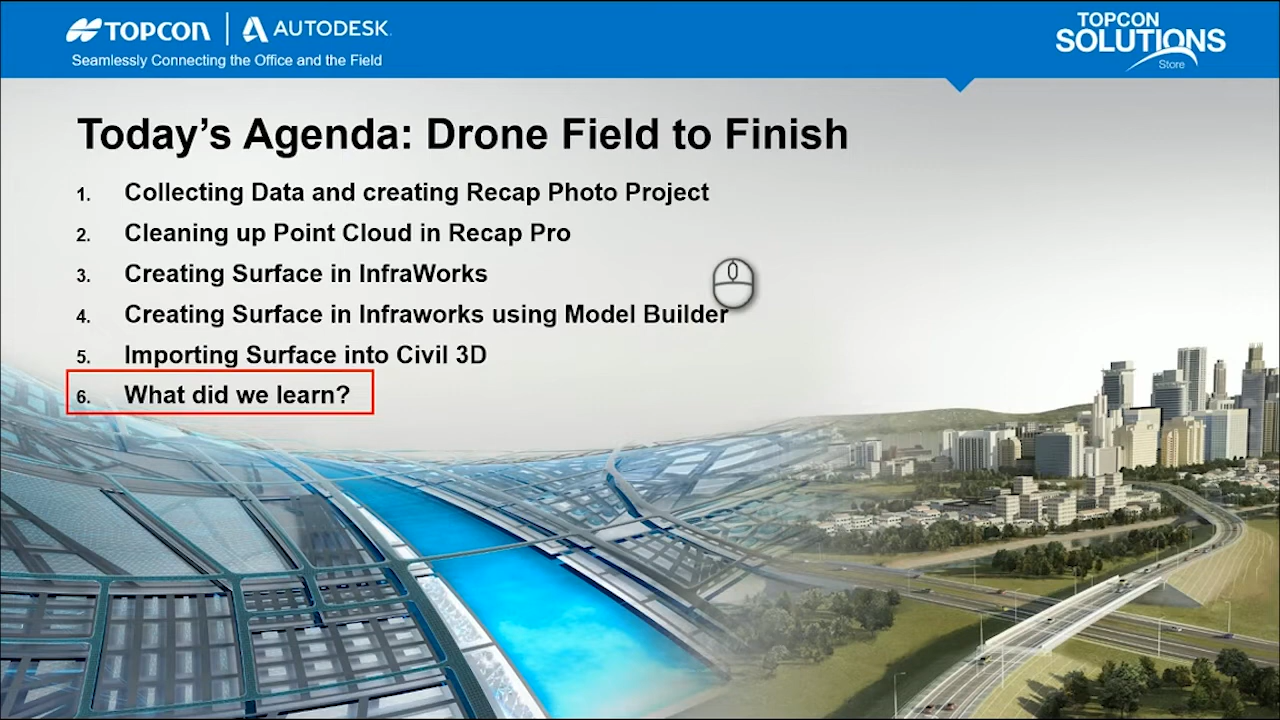 TOPCON | AUTODESK.
Seamlessly Connecting the Office and the Field
TOPCON
SOLUTIONS
Store
Today's Agenda: Drone Field to Finish
1. Collecting Data and creating Recap Photo Project
2. Cleaning up Point Cloud in Recap Pro
3. Creating Surface in InfraWorks
4. Creating Surface in Infraworks using Model Builder
5. Importing Surface into Civil 3D
6. What did we learn?